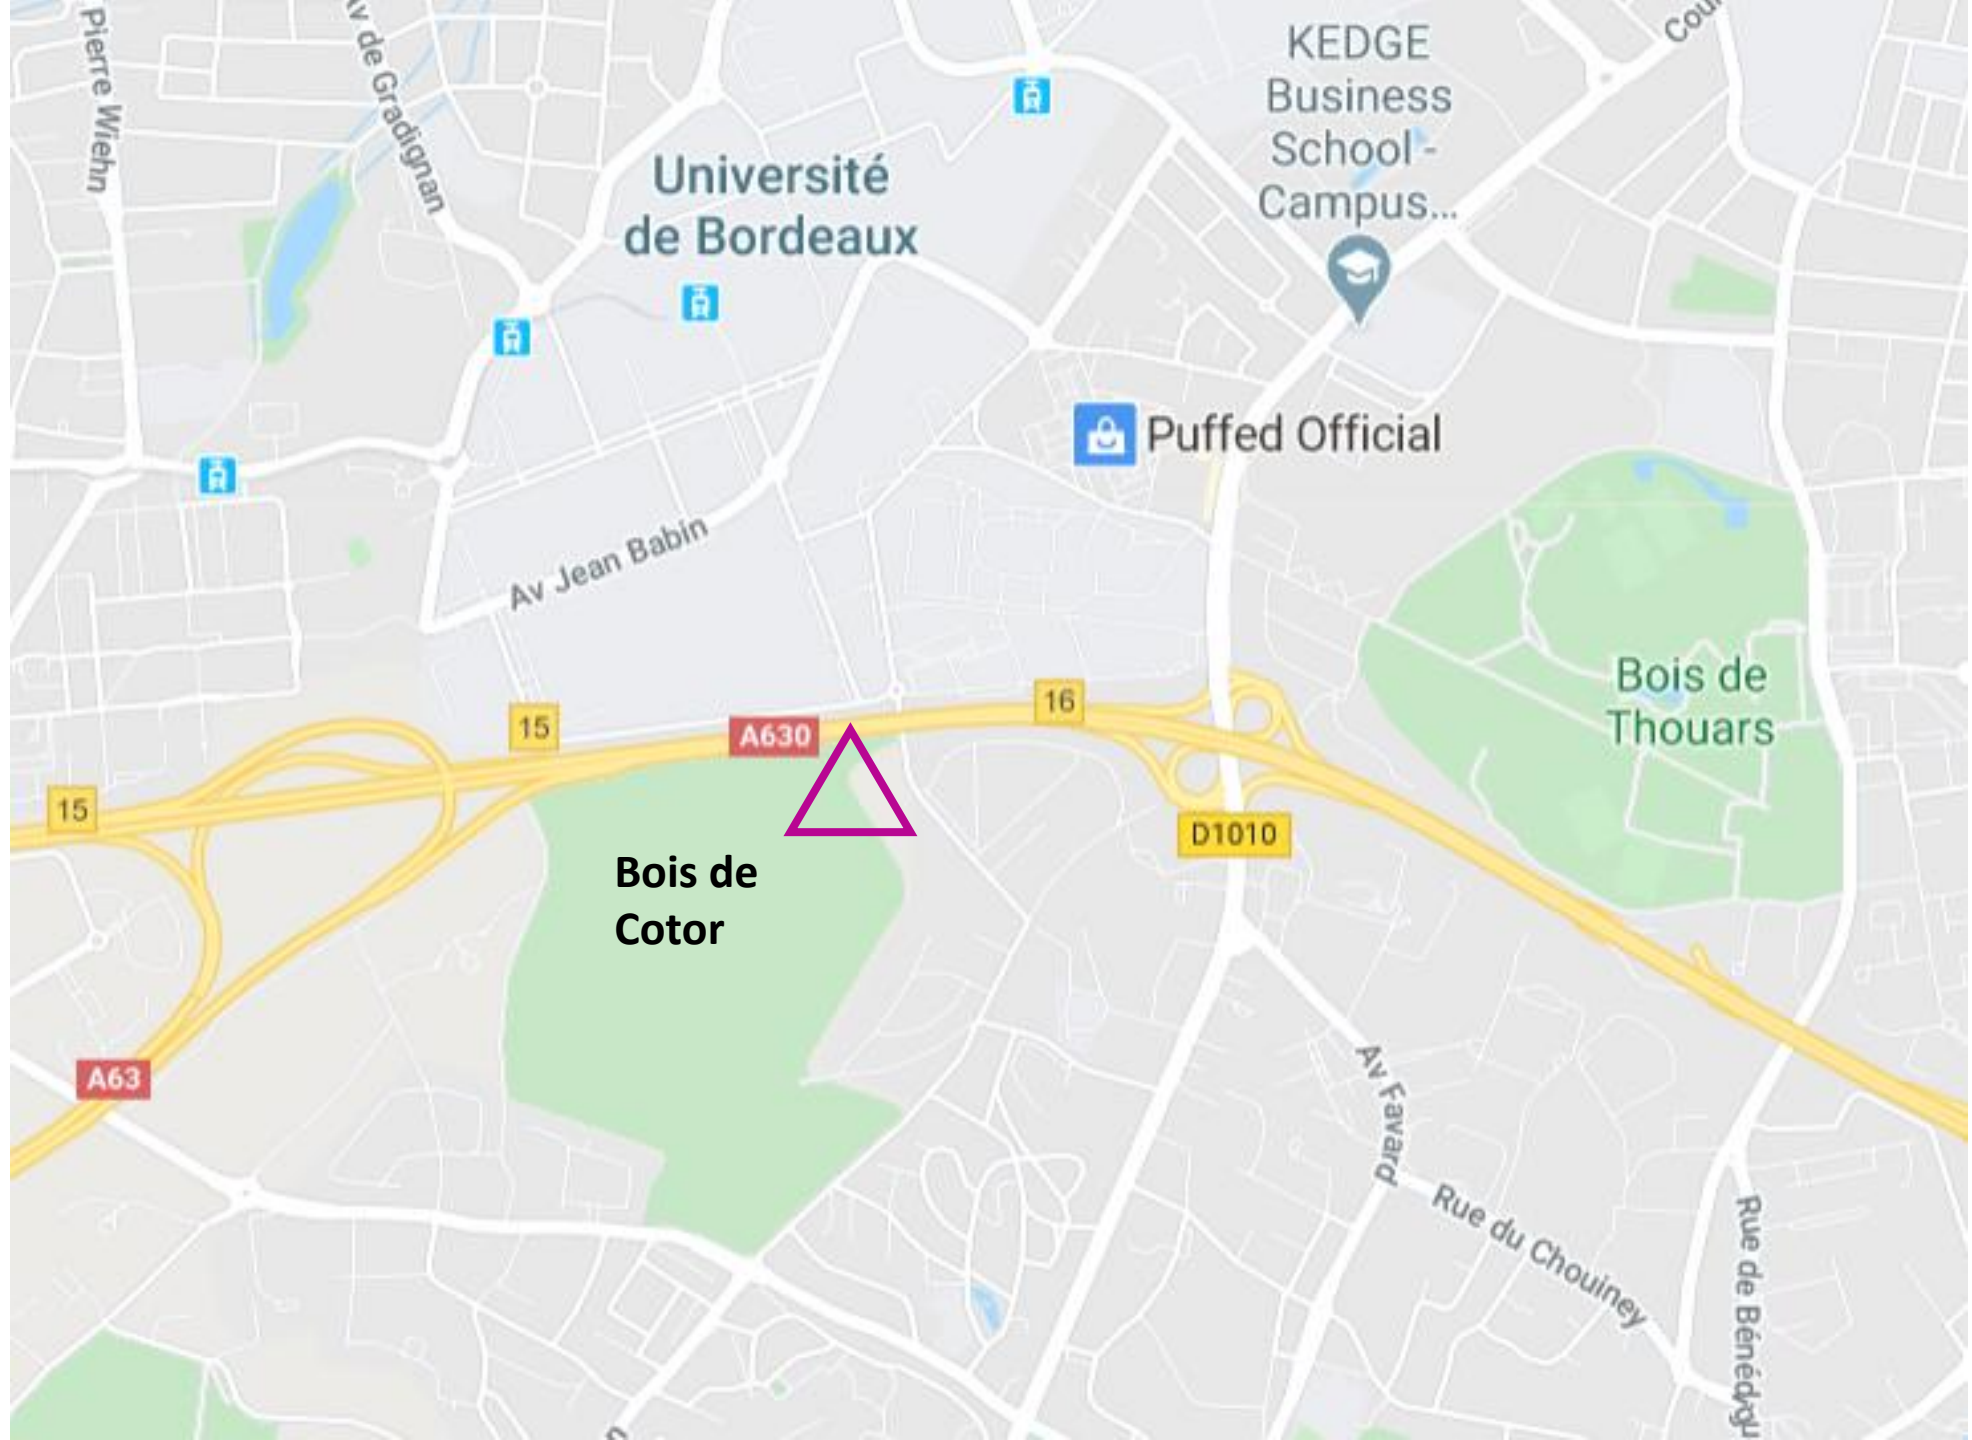 Pierre Wiehn
Av de Gradignan
KEDGE
Business
School -
Campus...
Université
de Bordeaux
Puffed Official
Av Jean Babin
Bois de
Thouars
16
15
A630
15
D1010
Bois de
Cotor
A63
Av Favard
Rue du Chouiney